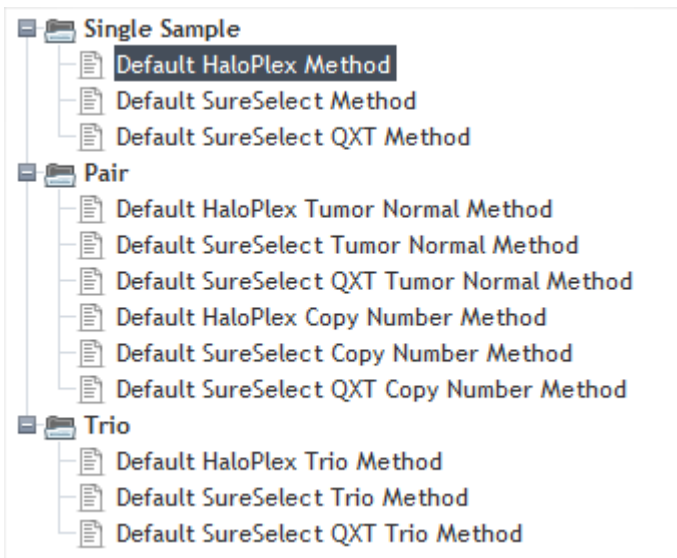 Single Sample
Default HaloPlex Method
Default SureSelect Method
Default SureSelect QXT Method
Pair
Default HaloPlex Tumor Normal Method
Default SureSelect Tumor Normal Method
Default SureSelect QXT Tumor Normal Method
Default HaloPlex Copy Number Method
Default SureSelect Copy Number Method
Default SureSelect QXT Copy Number Method
Trio
Default HaloPlex Trio Method
Default SureSelect Trio Method
Default SureSelect QXT Trio Method